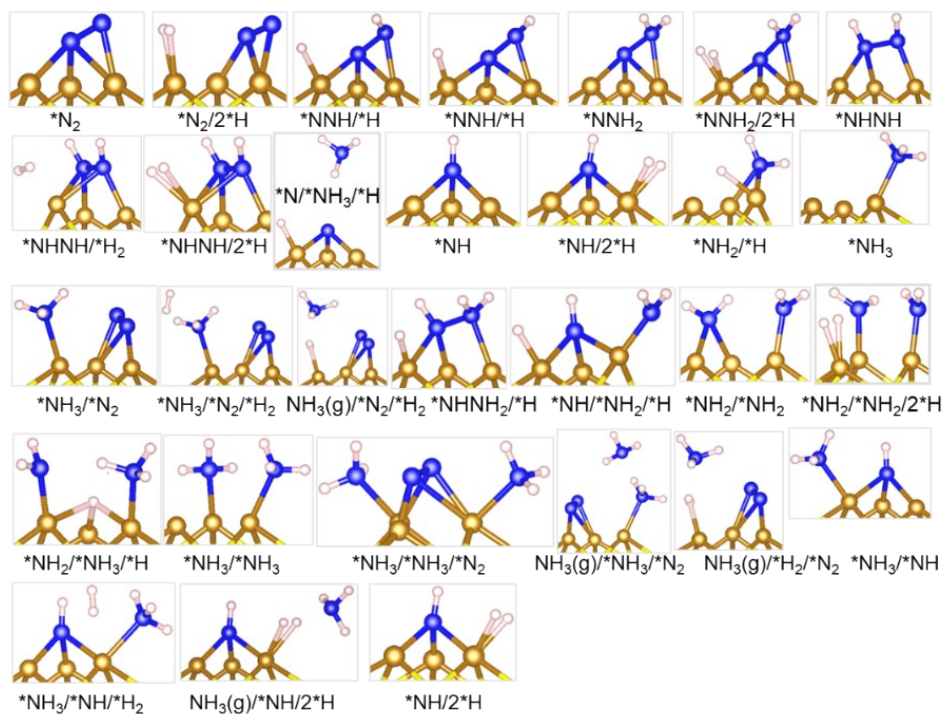 *N₂ *N₂/2*H *NNH/*H *NNH/*H *NNH₂ *NNH₂/2*H *NHNH
*N/*NH₃/*H
*NHNH/*H₂ *NHNH/2*H *NH *NH/2*H *NH₂/*H *NH₃
*NH₃/*N₂ *NH₃/*N₂/*H₂ NH₃(g)/*N₂/*H₂ *NHNH₂/*H *NH/*NH₂/*H *NH₂/*NH₂ *NH₂/*NH₂/2*H
*NH₂/*NH₃/*H *NH₃/*NH₃ *NH₃/*NH₃/*N₂ NH₃(g)/*NH₃/*N₂ NH₃(g)/*H₂/*N₂ *NH₃/*NH
*NH₃/*NH/*H₂ NH₃(g)/*NH/2*H *NH/2*H